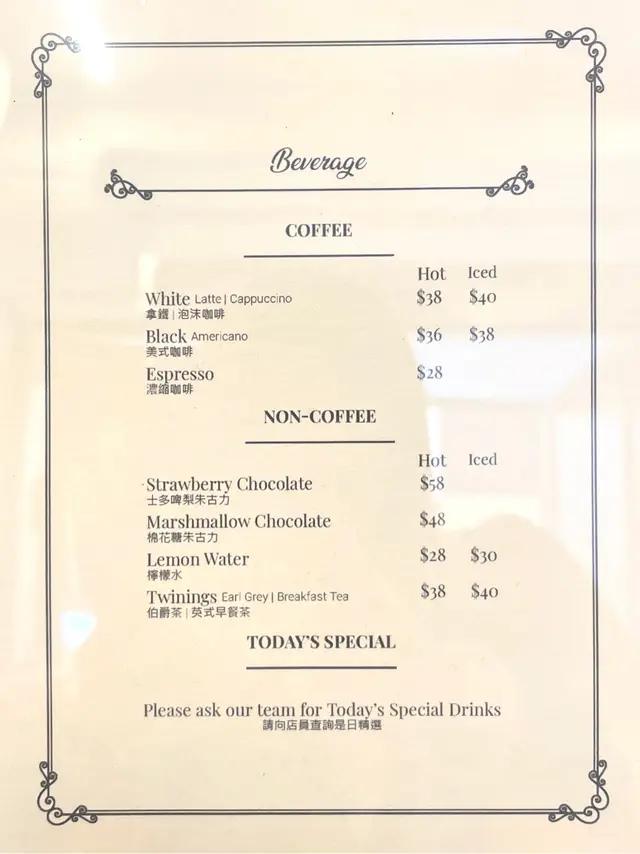 Beverage
COFFEE
Hot Iced
White Latte | Cappuccino $38 $40
拿鐵 | 泡沫咖啡
Black Americano $36 $38
美式咖啡
Espresso $28
濃縮咖啡
NON-COFFEE
Hot Iced
Strawberry Chocolate $58
士多啤梨朱古力
Marshmallow Chocolate $48
棉花糖朱古力
Lemon Water $28 $30
檸檬水
Twinings Earl Grey | Breakfast Tea $38 $40
伯爵茶 | 英式早餐茶
TODAY'S SPECIAL
Please ask our team for Today's Special Drinks
請向店員查詢是日精選